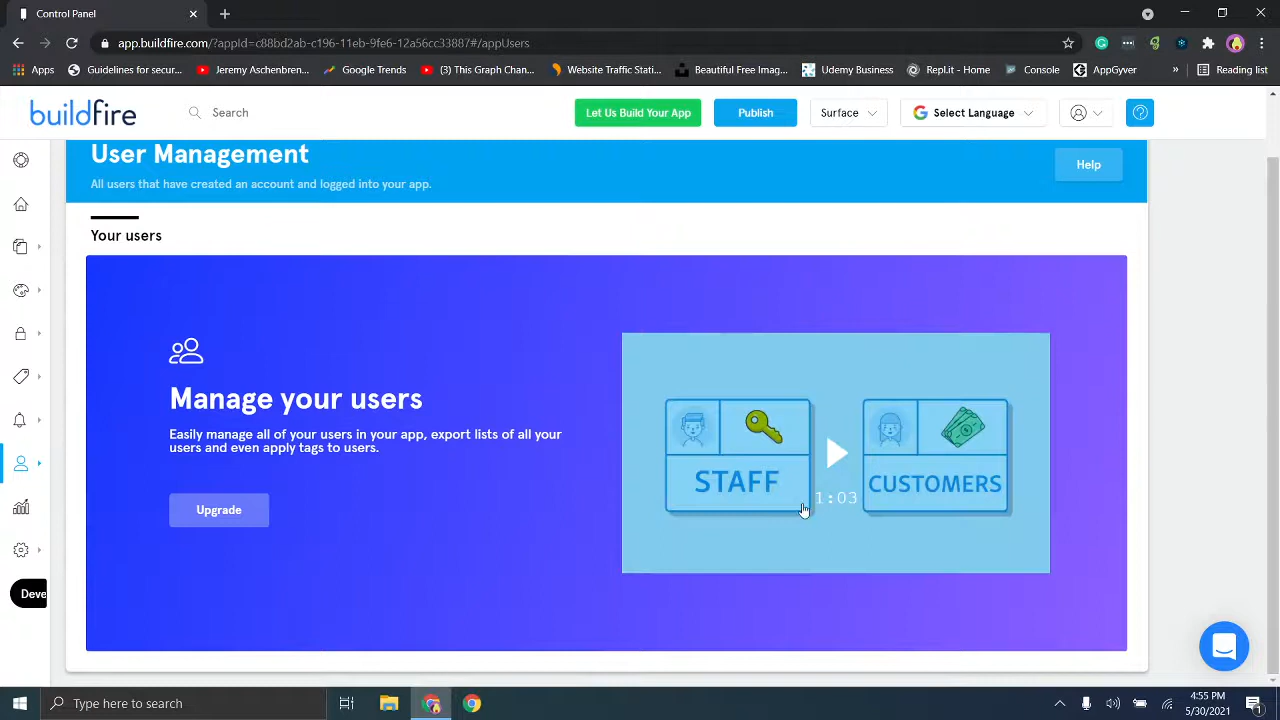 Control Panel
app.buildfire.com/?appId=c88bd2ab-c196-11eb-9fe6-12a56cc33887#/appUsers
Apps
Guidelines for secur...
Jeremy Aschenbren...
Google Trends
(3) This Graph Chan...
Website Traffic Stati...
Beautiful Free Imag...
Udemy Business
Repl.it - Home
Console
AppGyver
»
Reading list
buildfire
Search
Let Us Build Your App
Publish
Surface
Select Language
User Management
All users that have created an account and logged into your app.
Help
Your users
Manage your users
Easily manage all of your users in your app, export lists of all your
users and even apply tags to users.
Upgrade
STAFF
CUSTOMERS
1:03
Deve
Type here to search
4:55 PM
5/30/2021